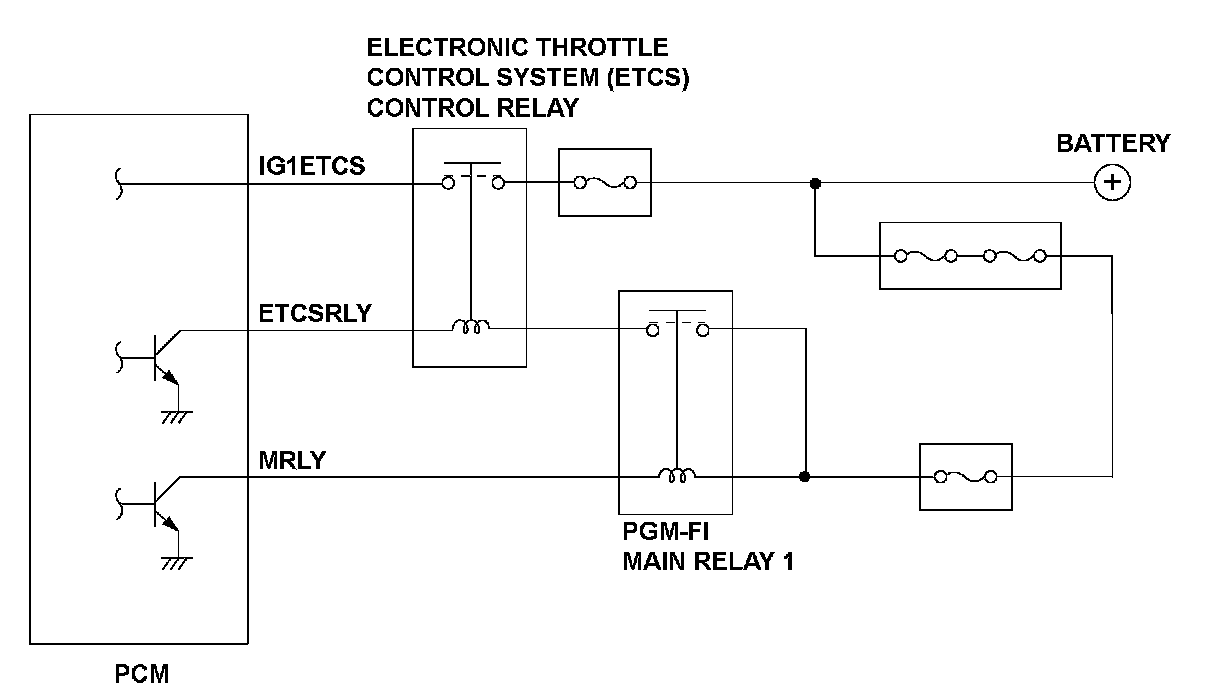 ELECTRONIC THROTTLE
CONTROL SYSTEM (ETCS)
CONTROL RELAY
BATTERY
IG1ETCS
+
ETCSRLY
MRLY
PGM-FI
MAIN RELAY 1
PCM